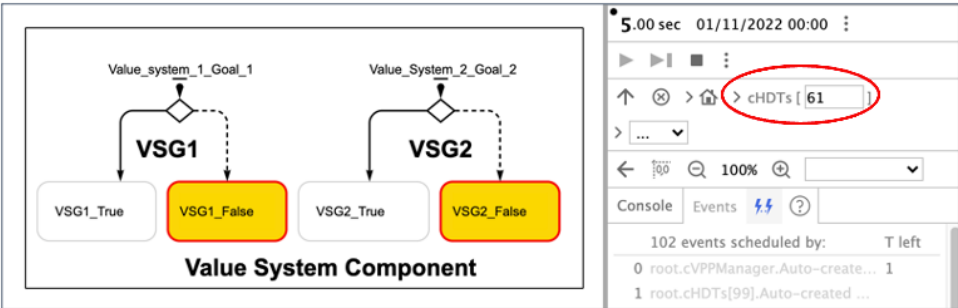 Value_system_1_Goal_1
Value_System_2_Goal_2
VSG1
VSG2
VSG1_True
VSG1_False
VSG2_True
VSG2_False
Value System Component
5.00 sec 01/11/2022 00:00
> cHDTs [ 61 ]
> ...
0,0 100%
Console Events ?
102 events scheduled by: T left
0 root.cVPPManager.Auto-create... 1
1 root.cHDTs[99].Auto-created ...